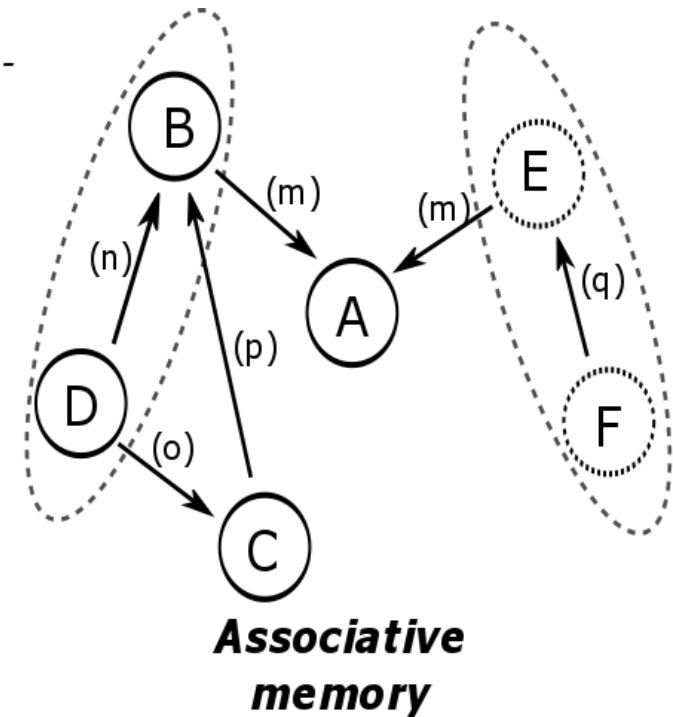 B
E
(m)
(m)
(n)
(q)
A
(p)
D
F
(o)
C
Associative
memory